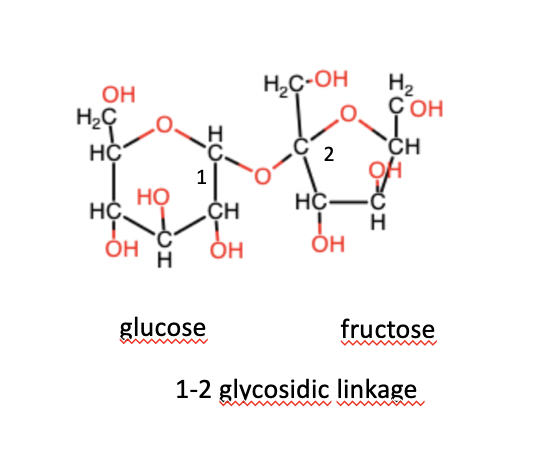 OH
H₂C
O
HC
H
C
1
O
HC
HO
CH
C
OH
H
OH
H₂C-OH
H₂
C OH
O
C
2
CH
OH
HC
C
H
OH
glucose
fructose
1-2 glycosidic linkage